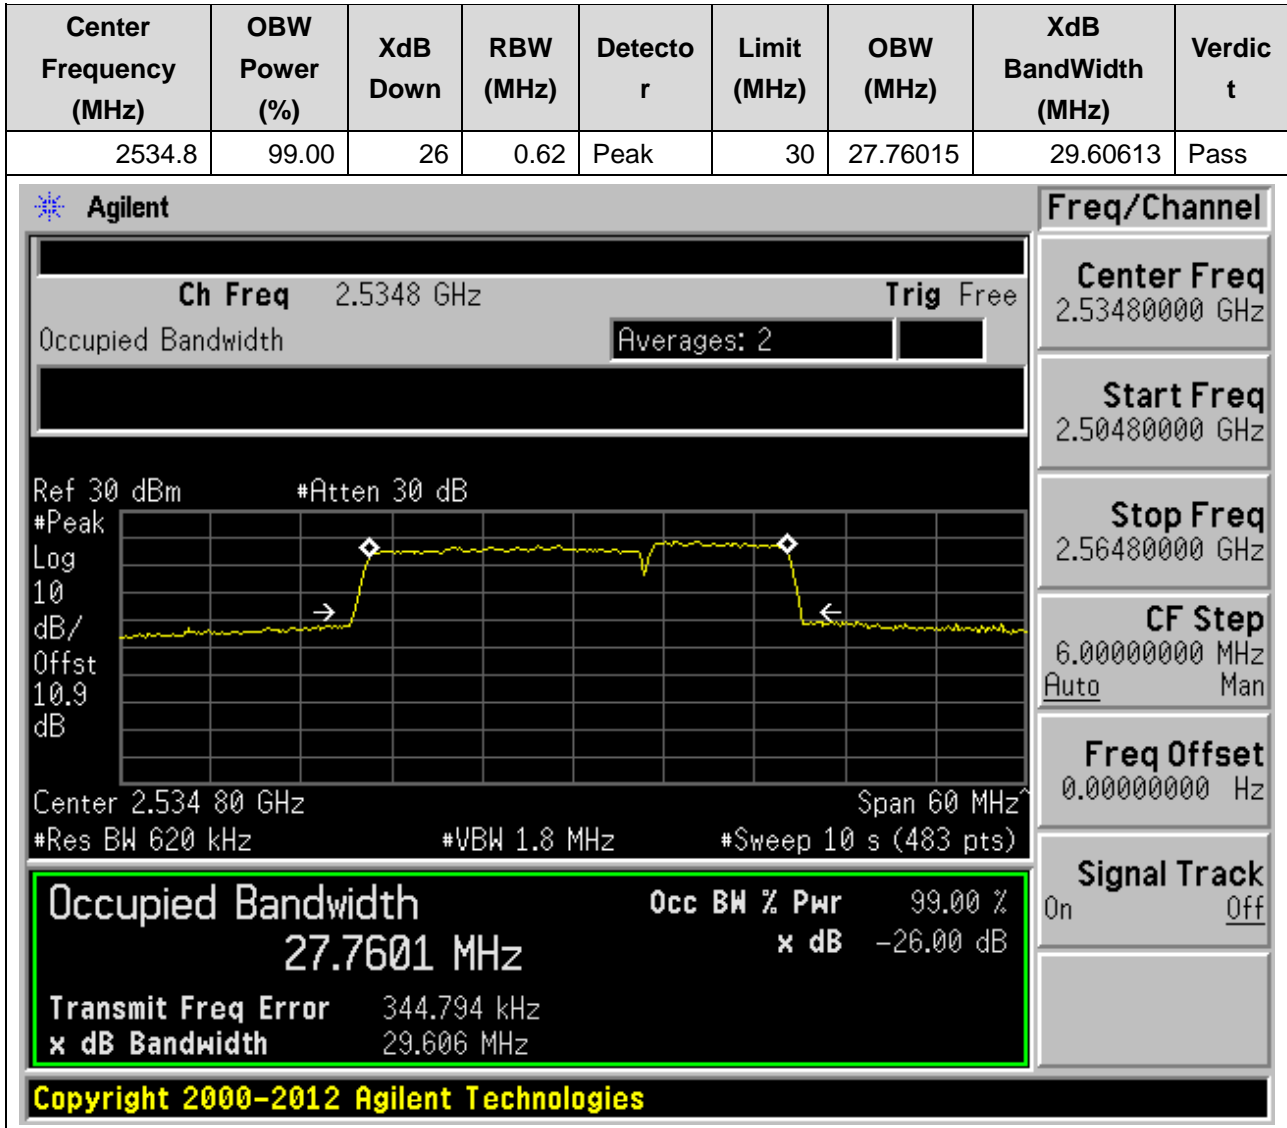 Center Frequency (MHz) OBW Power (%) XdB Down RBW (MHz) Detecto r Limit (MHz) OBW (MHz) XdB BandWidth (MHz) Verdic t
2534.8 99.00 26 0.62 Peak 30 27.76015 29.60613 Pass
Agilent Freq/Channel
Ch Freq 2.5348 GHz Trig Free
Occupied Bandwidth Averages: 2
Center Freq
2.53480000 GHz
Start Freq
2.50480000 GHz
Stop Freq
2.56480000 GHz
CF Step
6.00000000 MHz
Auto Man
Freq Offset
0.00000000 Hz
Signal Track
On Off
Ref 30 dBm #Atten 30 dB
#Peak
Log
10
dB/
Offst
10.9
dB
Center 2.534 80 GHz Span 60 MHz^
#Res BW 620 kHz #VBW 1.8 MHz #Sweep 10 s (483 pts)
Occupied Bandwidth Occ BW % Pwr 99.00 %
27.7601 MHz x dB -26.00 dB
Transmit Freq Error 344.794 kHz
x dB Bandwidth 29.606 MHz
Copyright 2000-2012 Agilent Technologies